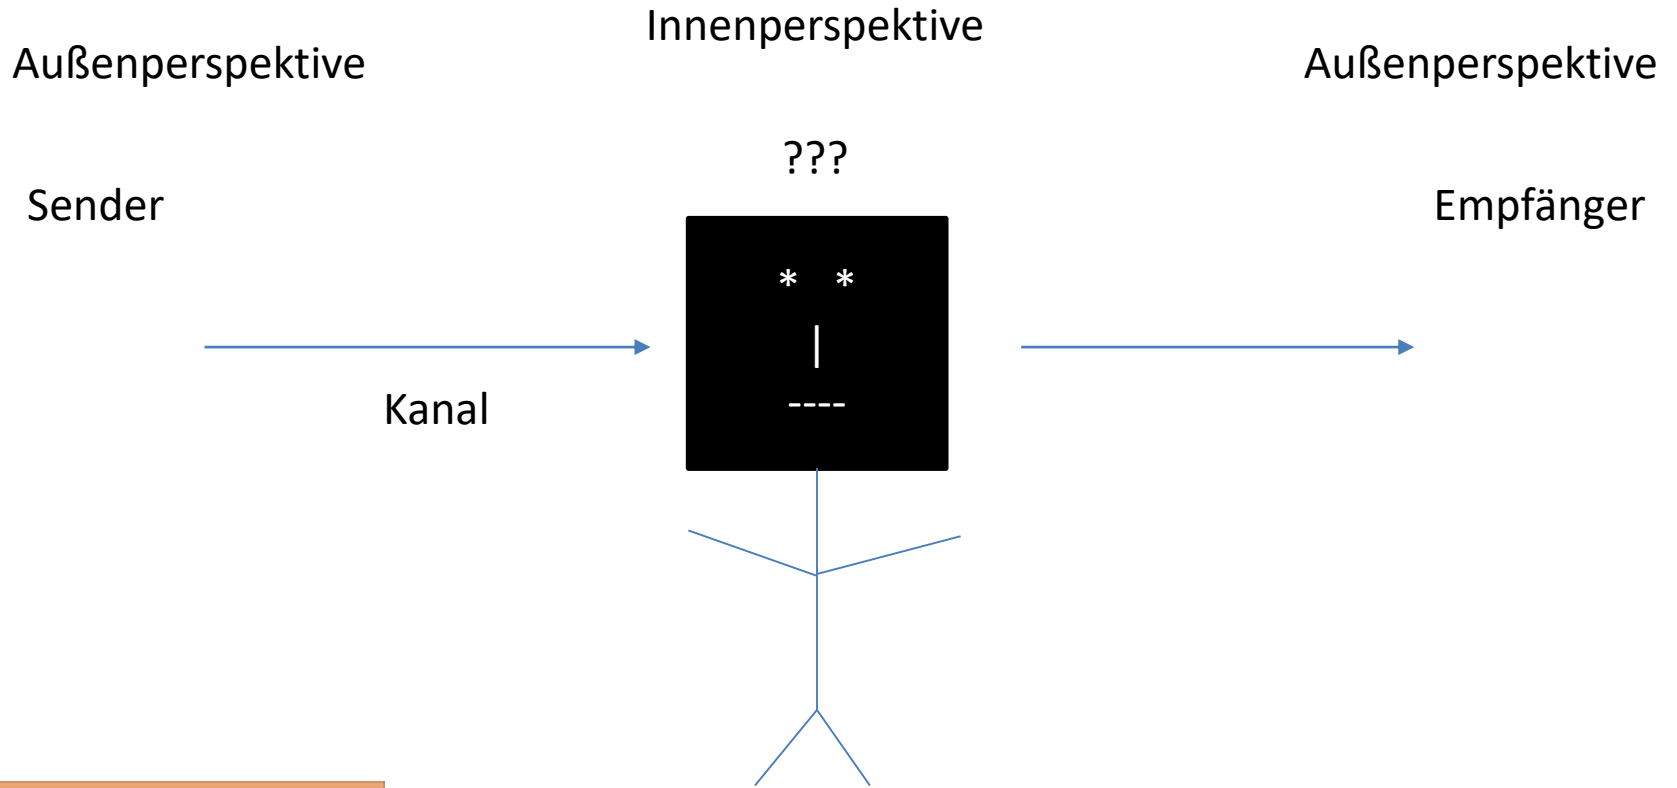 Innenperspektive
Außenperspektive
Außenperspektive
???
Sender
Empfänger
* *
|
----
Kanal